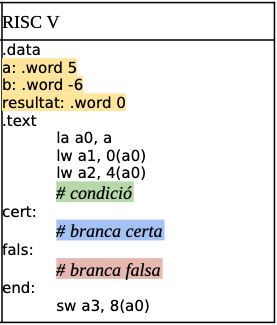 RISC V
.data
a: .word 5
b: .word -6
resultat: .word 0
.text
la a0, a
lw a1, 0(a0)
lw a2, 4(a0)
# condició
cert:
# branca certa
fals:
# branca falsa
end:
sw a3, 8(a0)